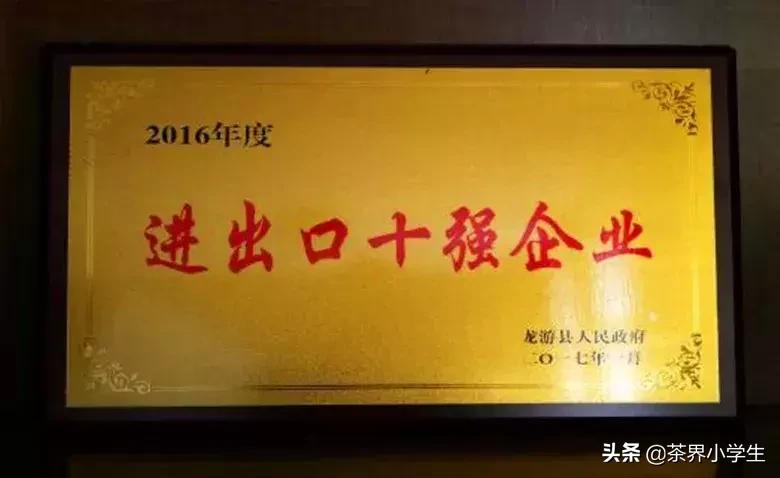 2016年度
进出口十强企业
龙游县人民政府
二〇一七年一月
头条 @茶界小学生